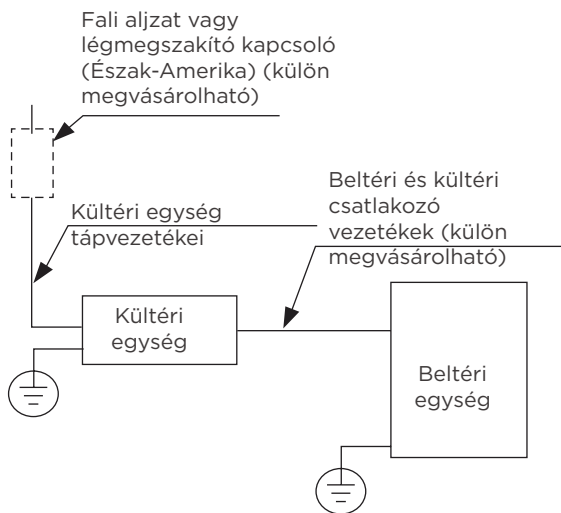 Fali aljzat vagy
légmegszakító kapcsoló
(Észak-Amerika) (külön
megvásárolható)
Kültéri egység
tápvezetékei
Beltéri és kültéri
csatlakozó
vezetékek (külön
megvásárolható)
Kültéri
egység
Beltéri
egység